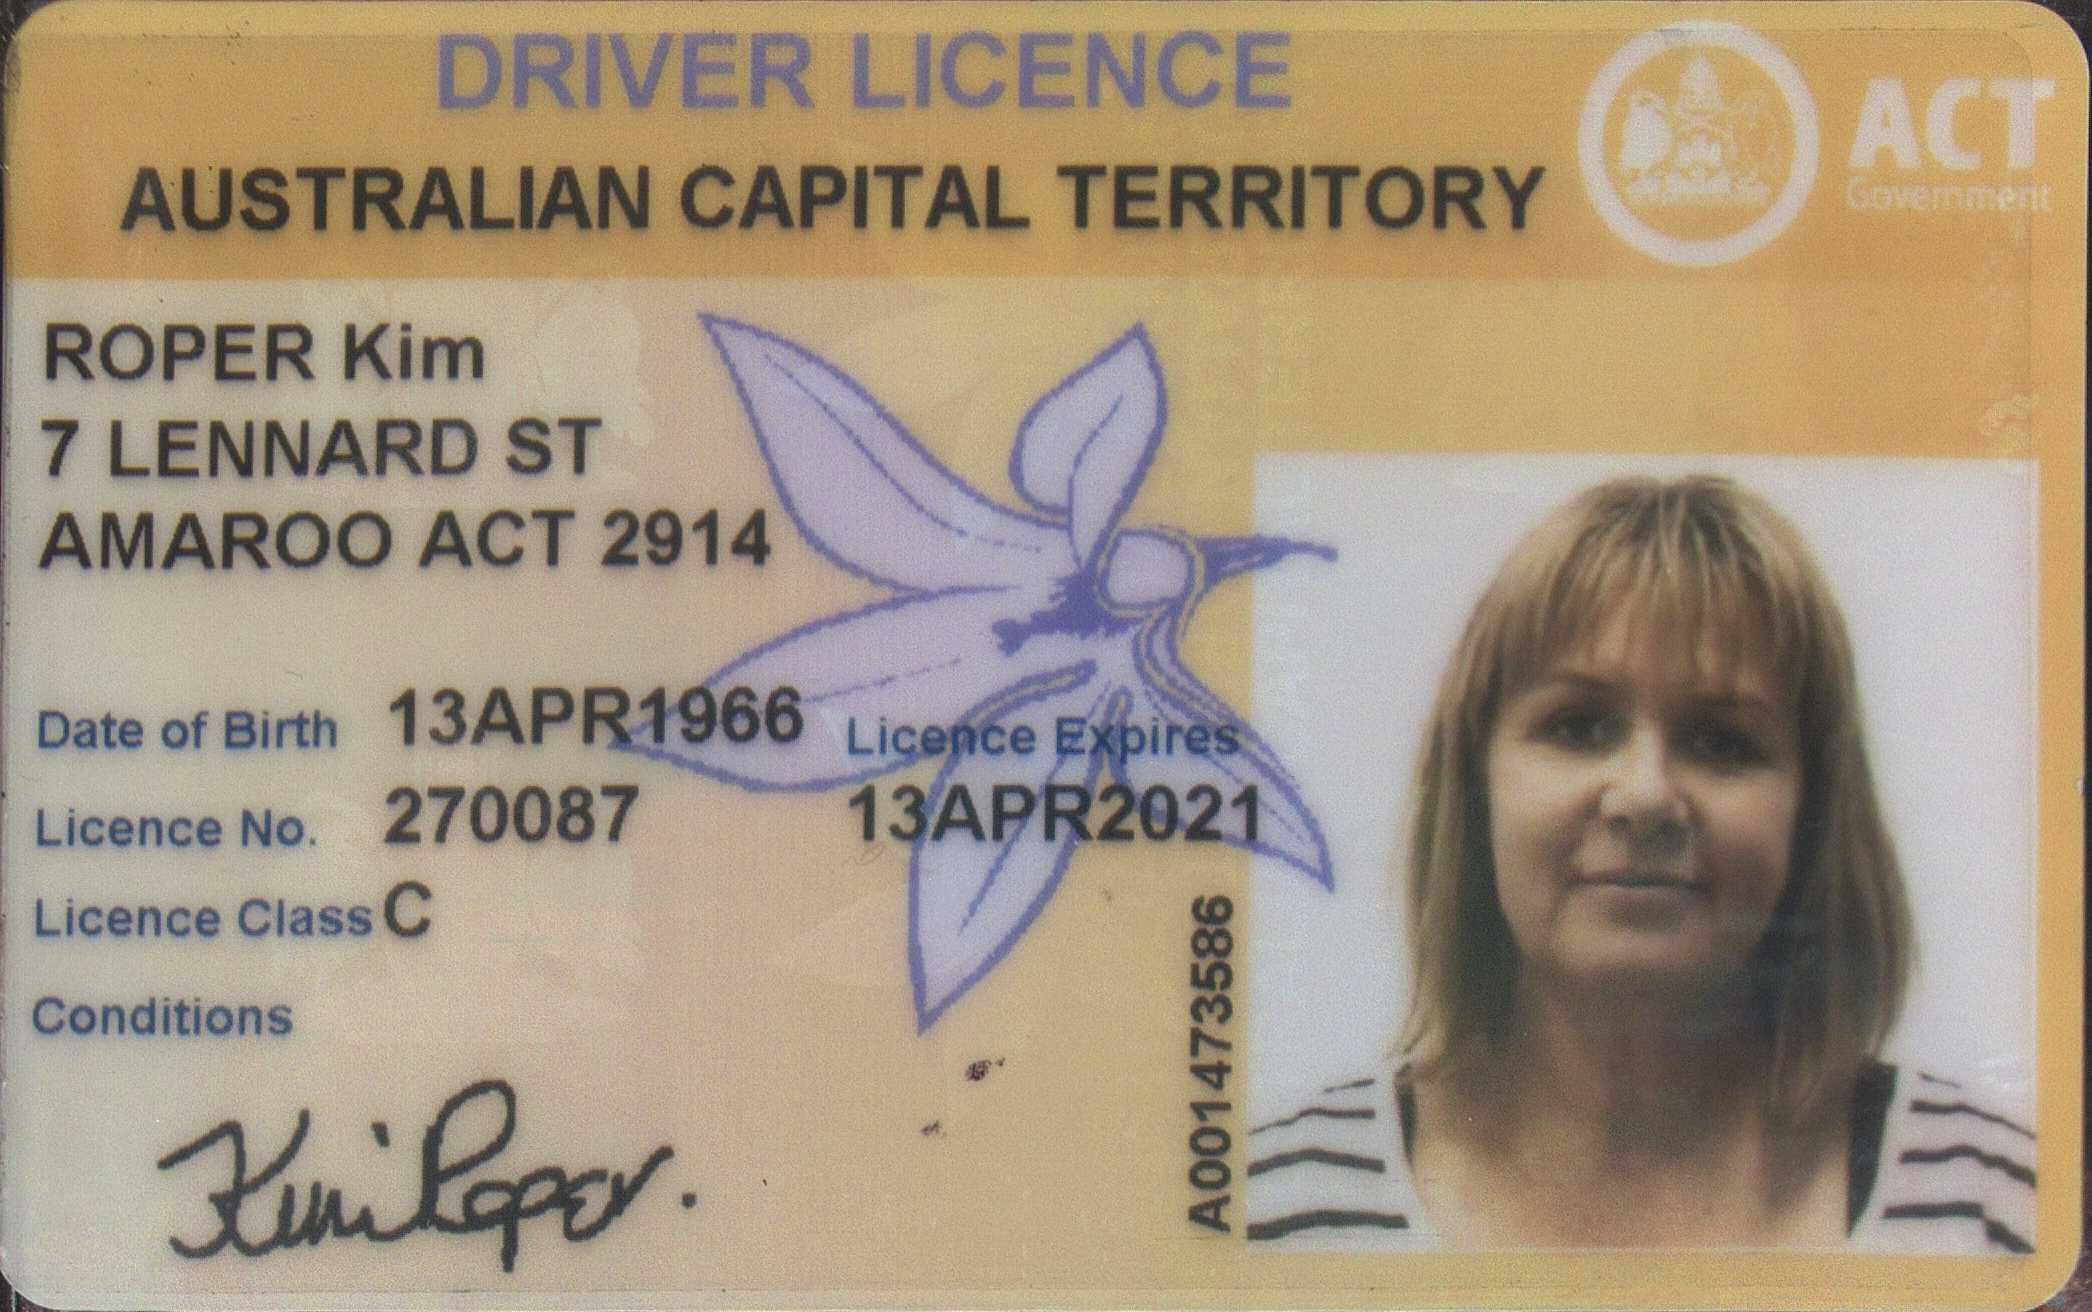 DRIVER LICENCE
ACT
Government
AUSTRALIAN CAPITAL TERRITORY
ROPER Kim
7 LENNARD ST
AMAROO ACT 2914
Date of Birth 13APR1966 Licence Expires
Licence No. 270087 13APR2021
Licence Class C
Conditions
A001473586
Kim Roper.